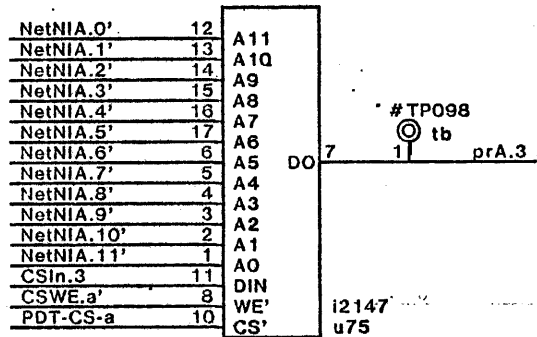 NetNIA.0' 12 A11
NetNIA.1' 13 A10
NetNIA.2' 14 A9
NetNIA.3' 15 A8
NetNIA.4' 16 A7
NetNIA.5' 17 A6
NetNIA.6' 6 A5 DO 7 1 prA.3
#TP098
tb
NetNIA.7' 5 A4
NetNIA.8' 4 A3
NetNIA.9' 3 A2
NetNIA.10' 2 A1
NetNIA.11' 1 A0
CSIn.3 11 DIN
CSWE.a' 8 WE' i2147
PDT-CS-a 10 CS' u75